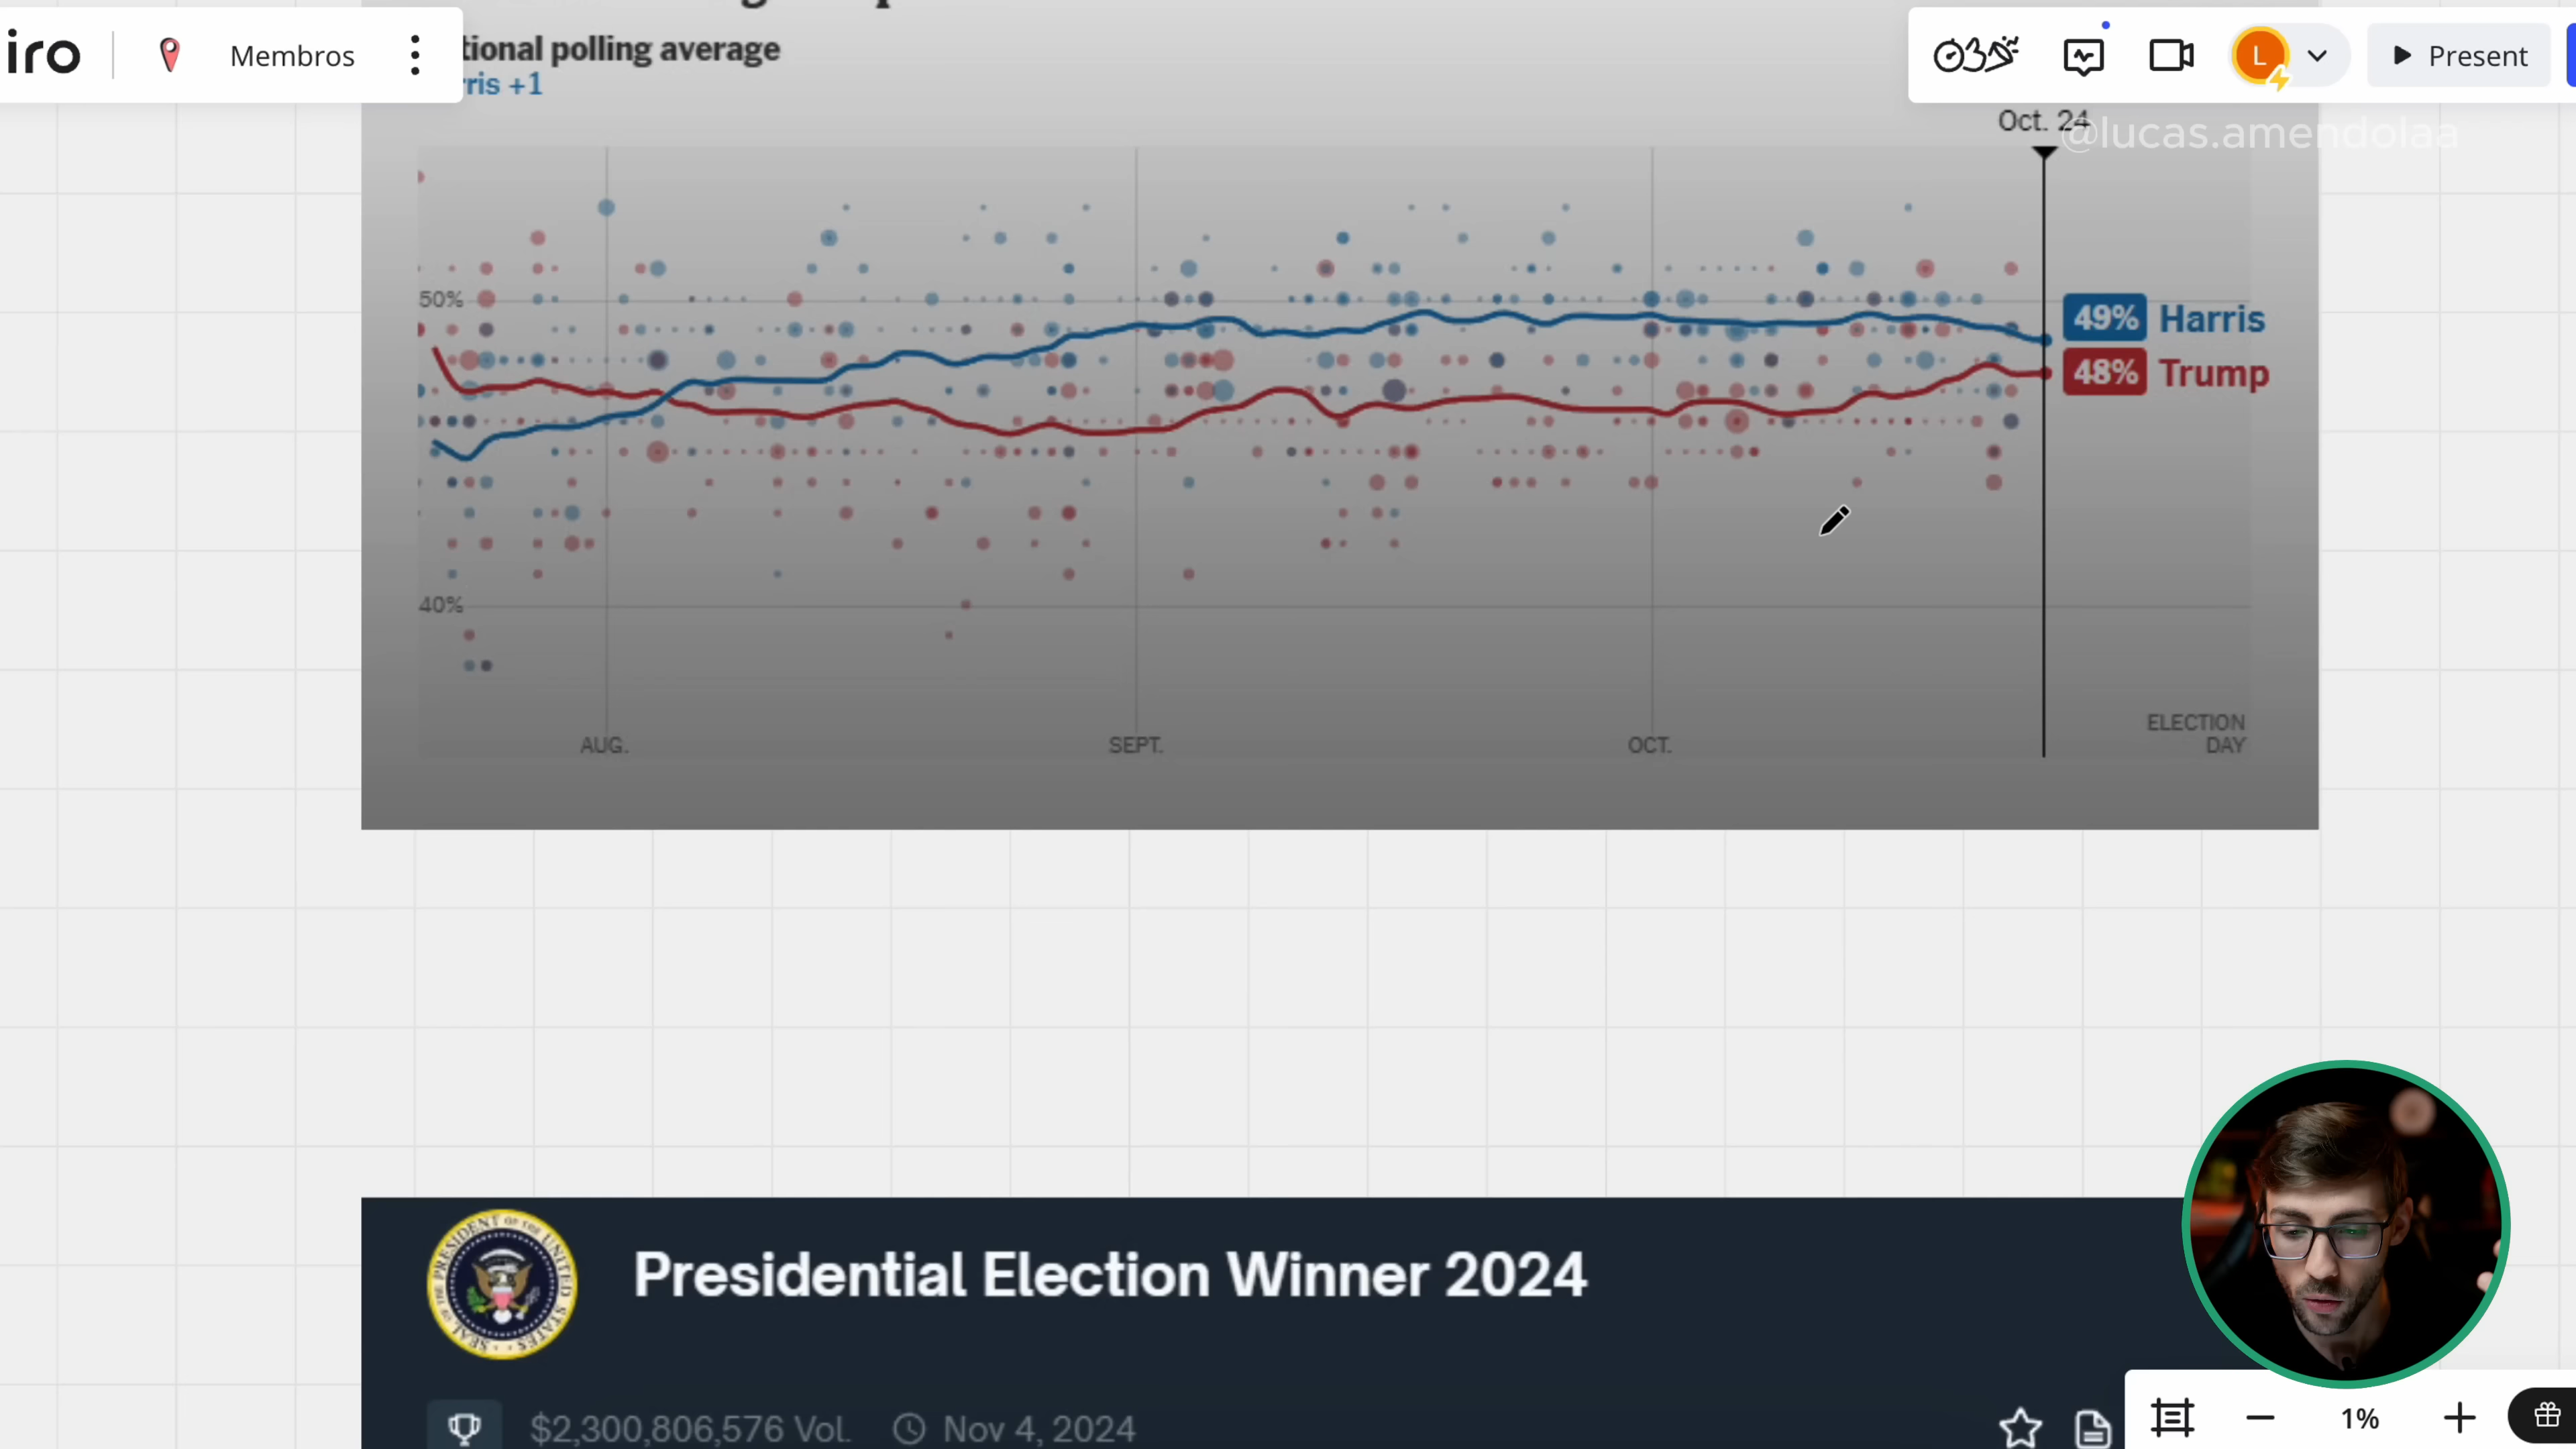 iro
Membros
tional polling average
rris +1
Present
L
Oct. 24
@lucas.amendolaa
50%
49% Harris
48% Trump
40%
AUG.
SEPT.
OCT.
ELECTION
DAY
Presidential Election Winner 2024
$2,300,806,576 Vol.
Nov 4, 2024
1%